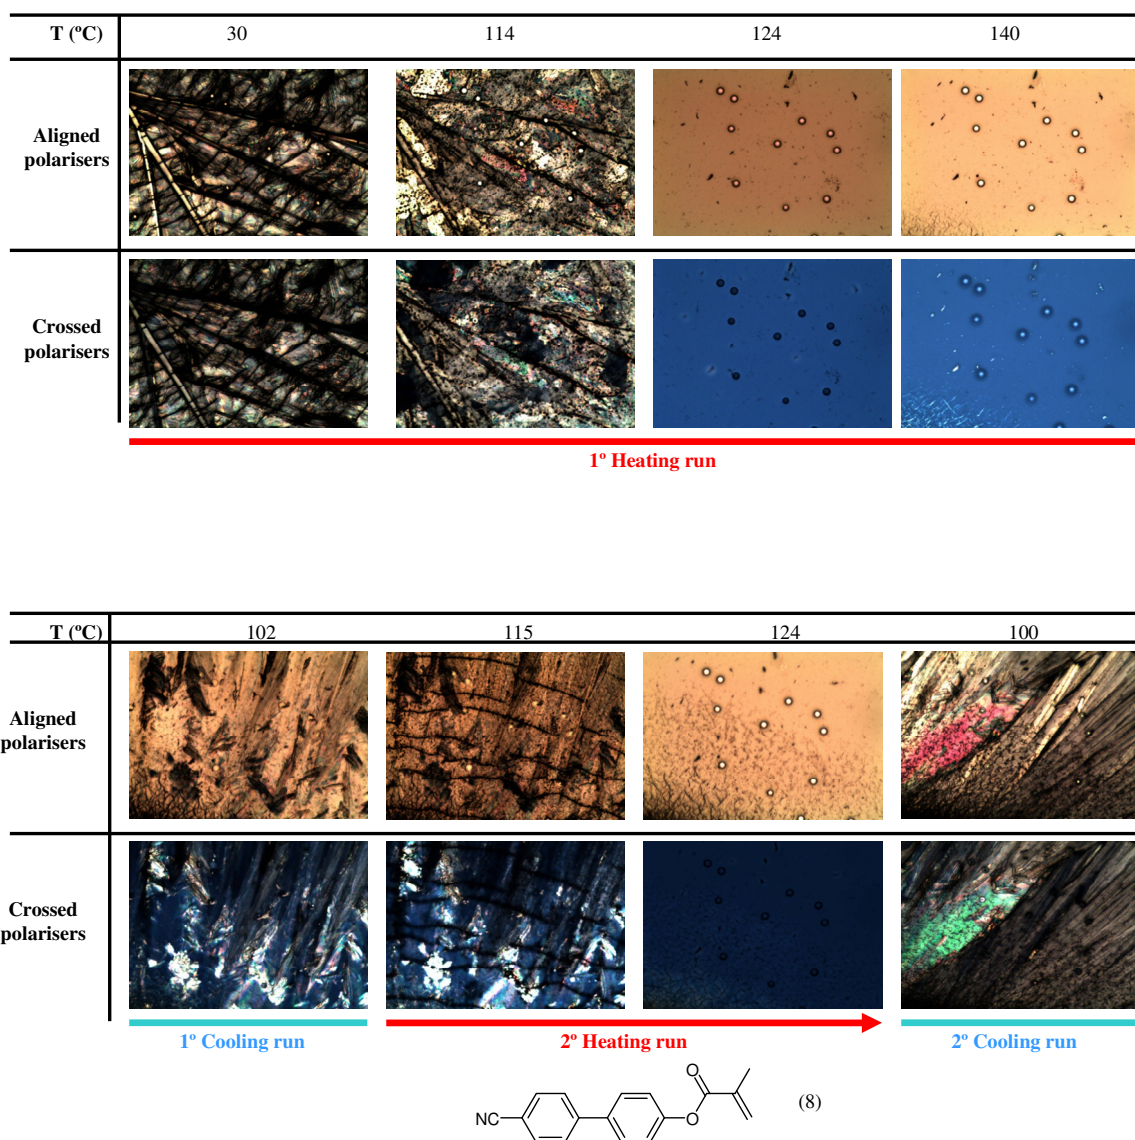 T (ºC) 30 114 124 140
Aligned
polarisers
Crossed
polarisers
1º Heating run
T (ºC) 102 115 124 100
Aligned
polarisers
Crossed
polarisers
1º Cooling run 2º Heating run 2º Cooling run
O
NC O (8)